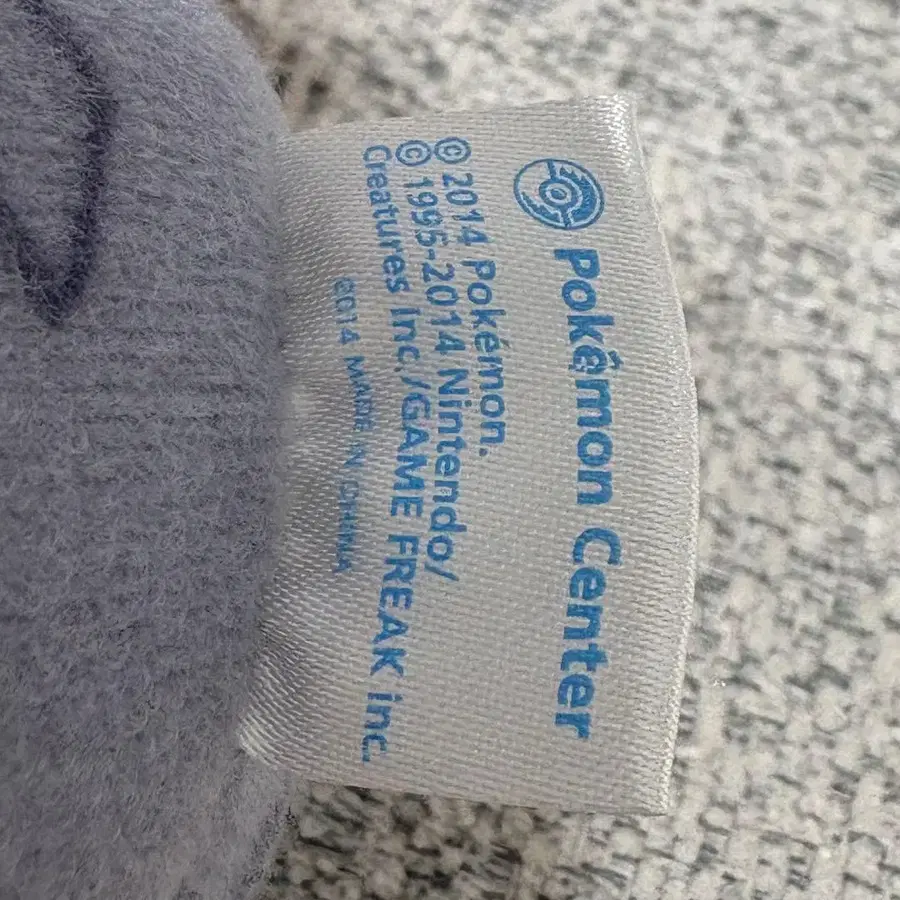 Pokémon Center
© 2014 Pokémon.
© 1995-2014 Nintendo/
Creatures Inc./GAME FREAK inc.
2014 MADE IN CHINA